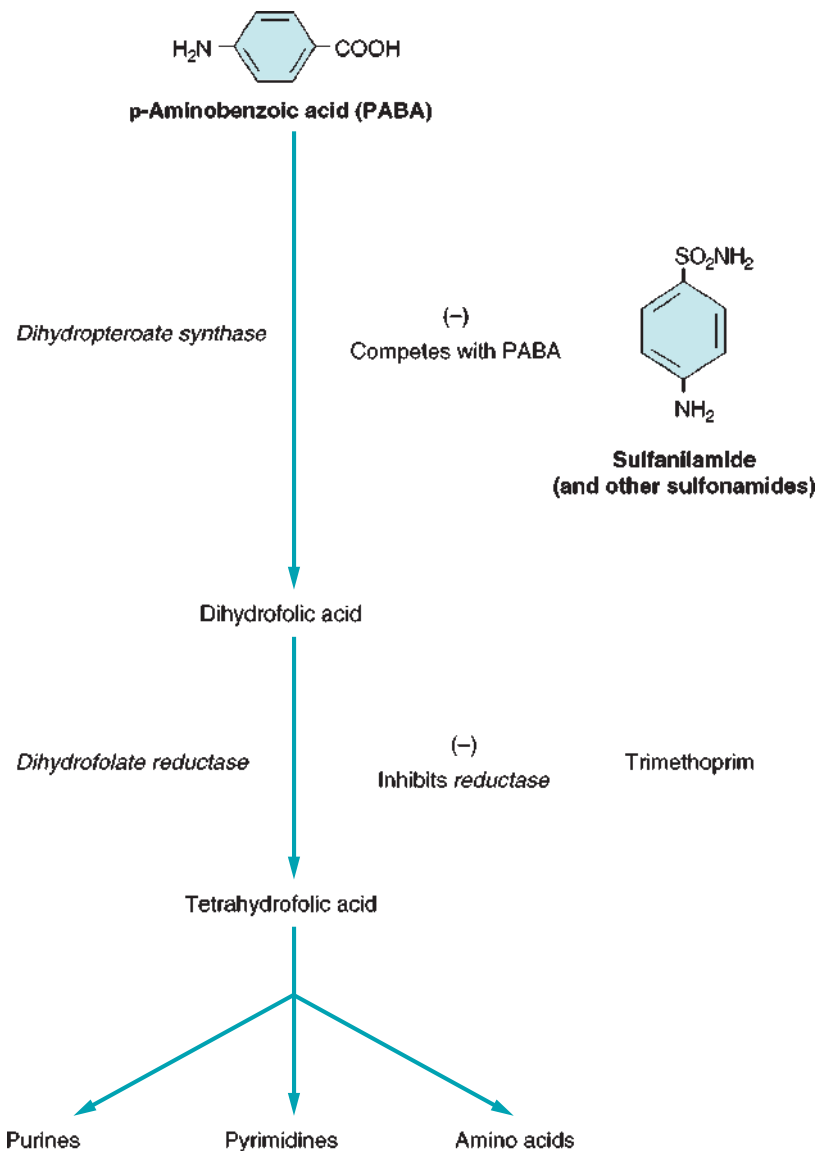 H₂N COOH
p-Aminobenzoic acid (PABA)
SO₂NH₂
Dihydropteroate synthase
(–)
Competes with PABA
NH₂
Sulfanilamide
(and other sulfonamides)
Dihydrofolic acid
Dihydrofolate reductase
(–)
Inhibits reductase
Trimethoprim
Tetrahydrofolic acid
Purines
Pyrimidines
Amino acids